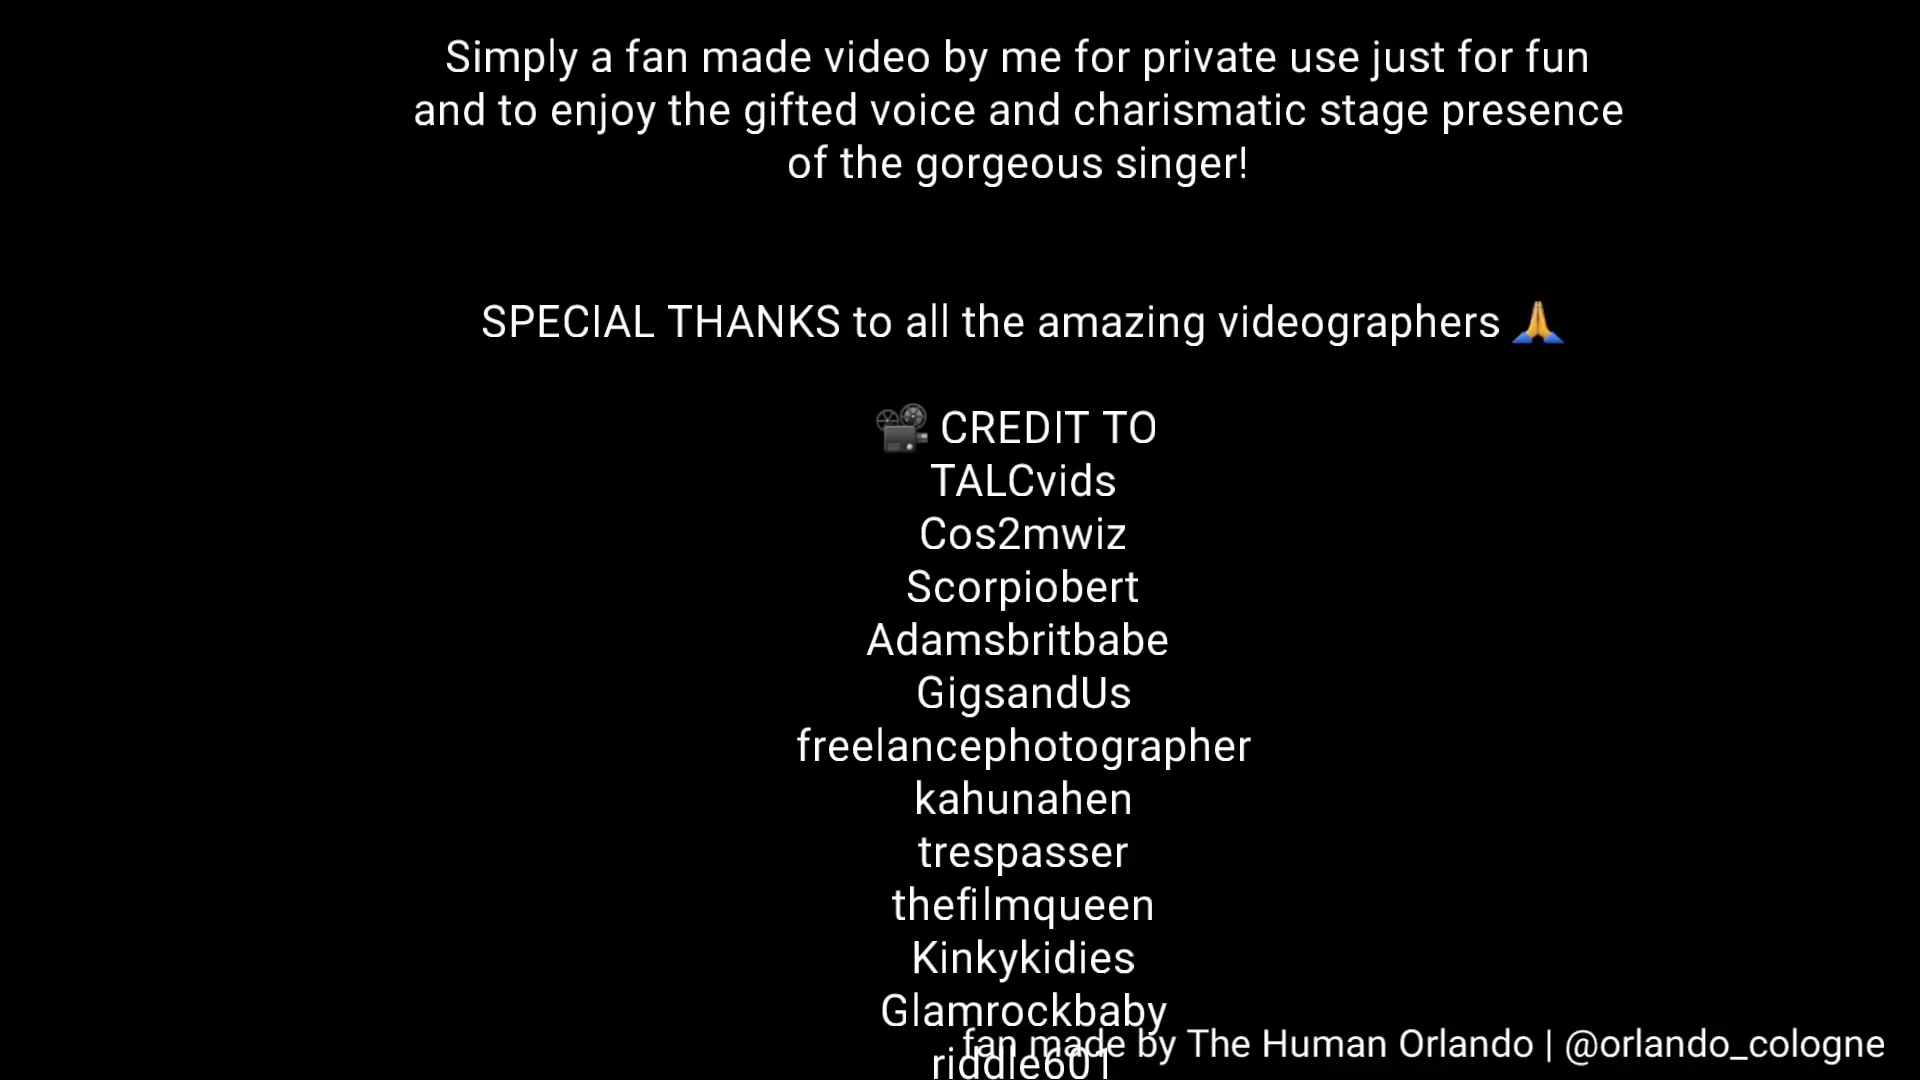 Simply a fan made video by me for private use just for fun
and to enjoy the gifted voice and charismatic stage presence
of the gorgeous singer!
SPECIAL THANKS to all the amazing videographers 🙏
📽 CREDIT TO
TALCvids
Cos2mwiz
Scorpiobert
Adamsbritbabe
GigsandUs
freelancephotographer
kahunahen
trespasser
thefilmqueen
Kinkykidies
Glamrockbaby
fan made by The Human Orlando | @orlando_cologne
riddle601